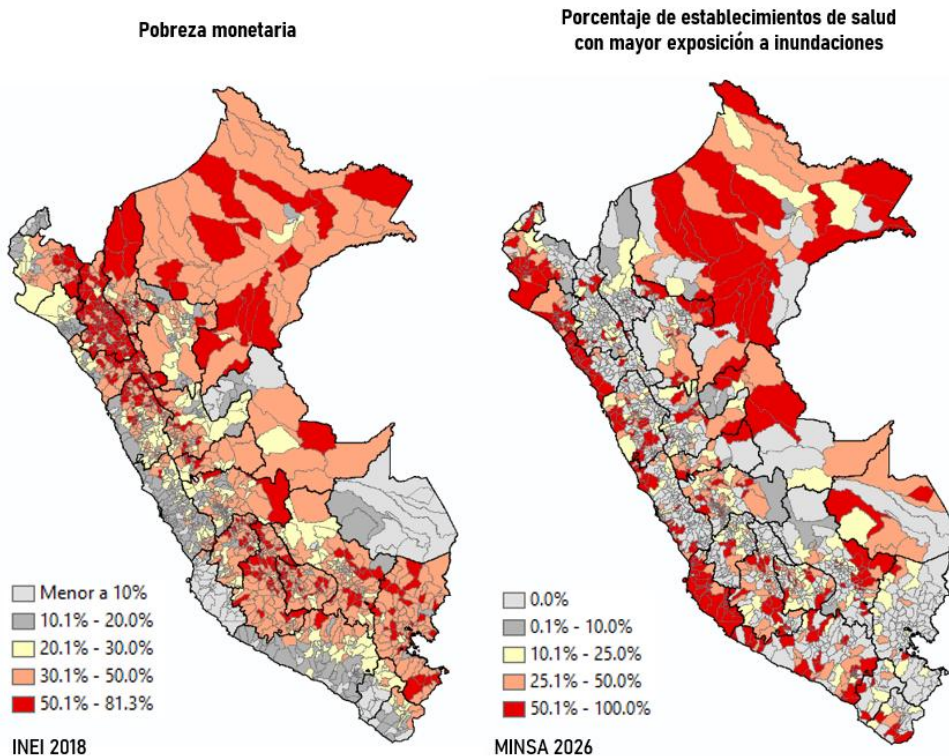 Pobreza monetaria
Porcentaje de establecimientos de salud
con mayor exposición a inundaciones
Menor a 10%
10.1% - 20.0%
20.1% - 30.0%
30.1% - 50.0%
50.1% - 81.3%
INEI 2018
0.0%
0.1% - 10.0%
10.1% - 25.0%
25.1% - 50.0%
50.1% - 100.0%
MINSA 2026